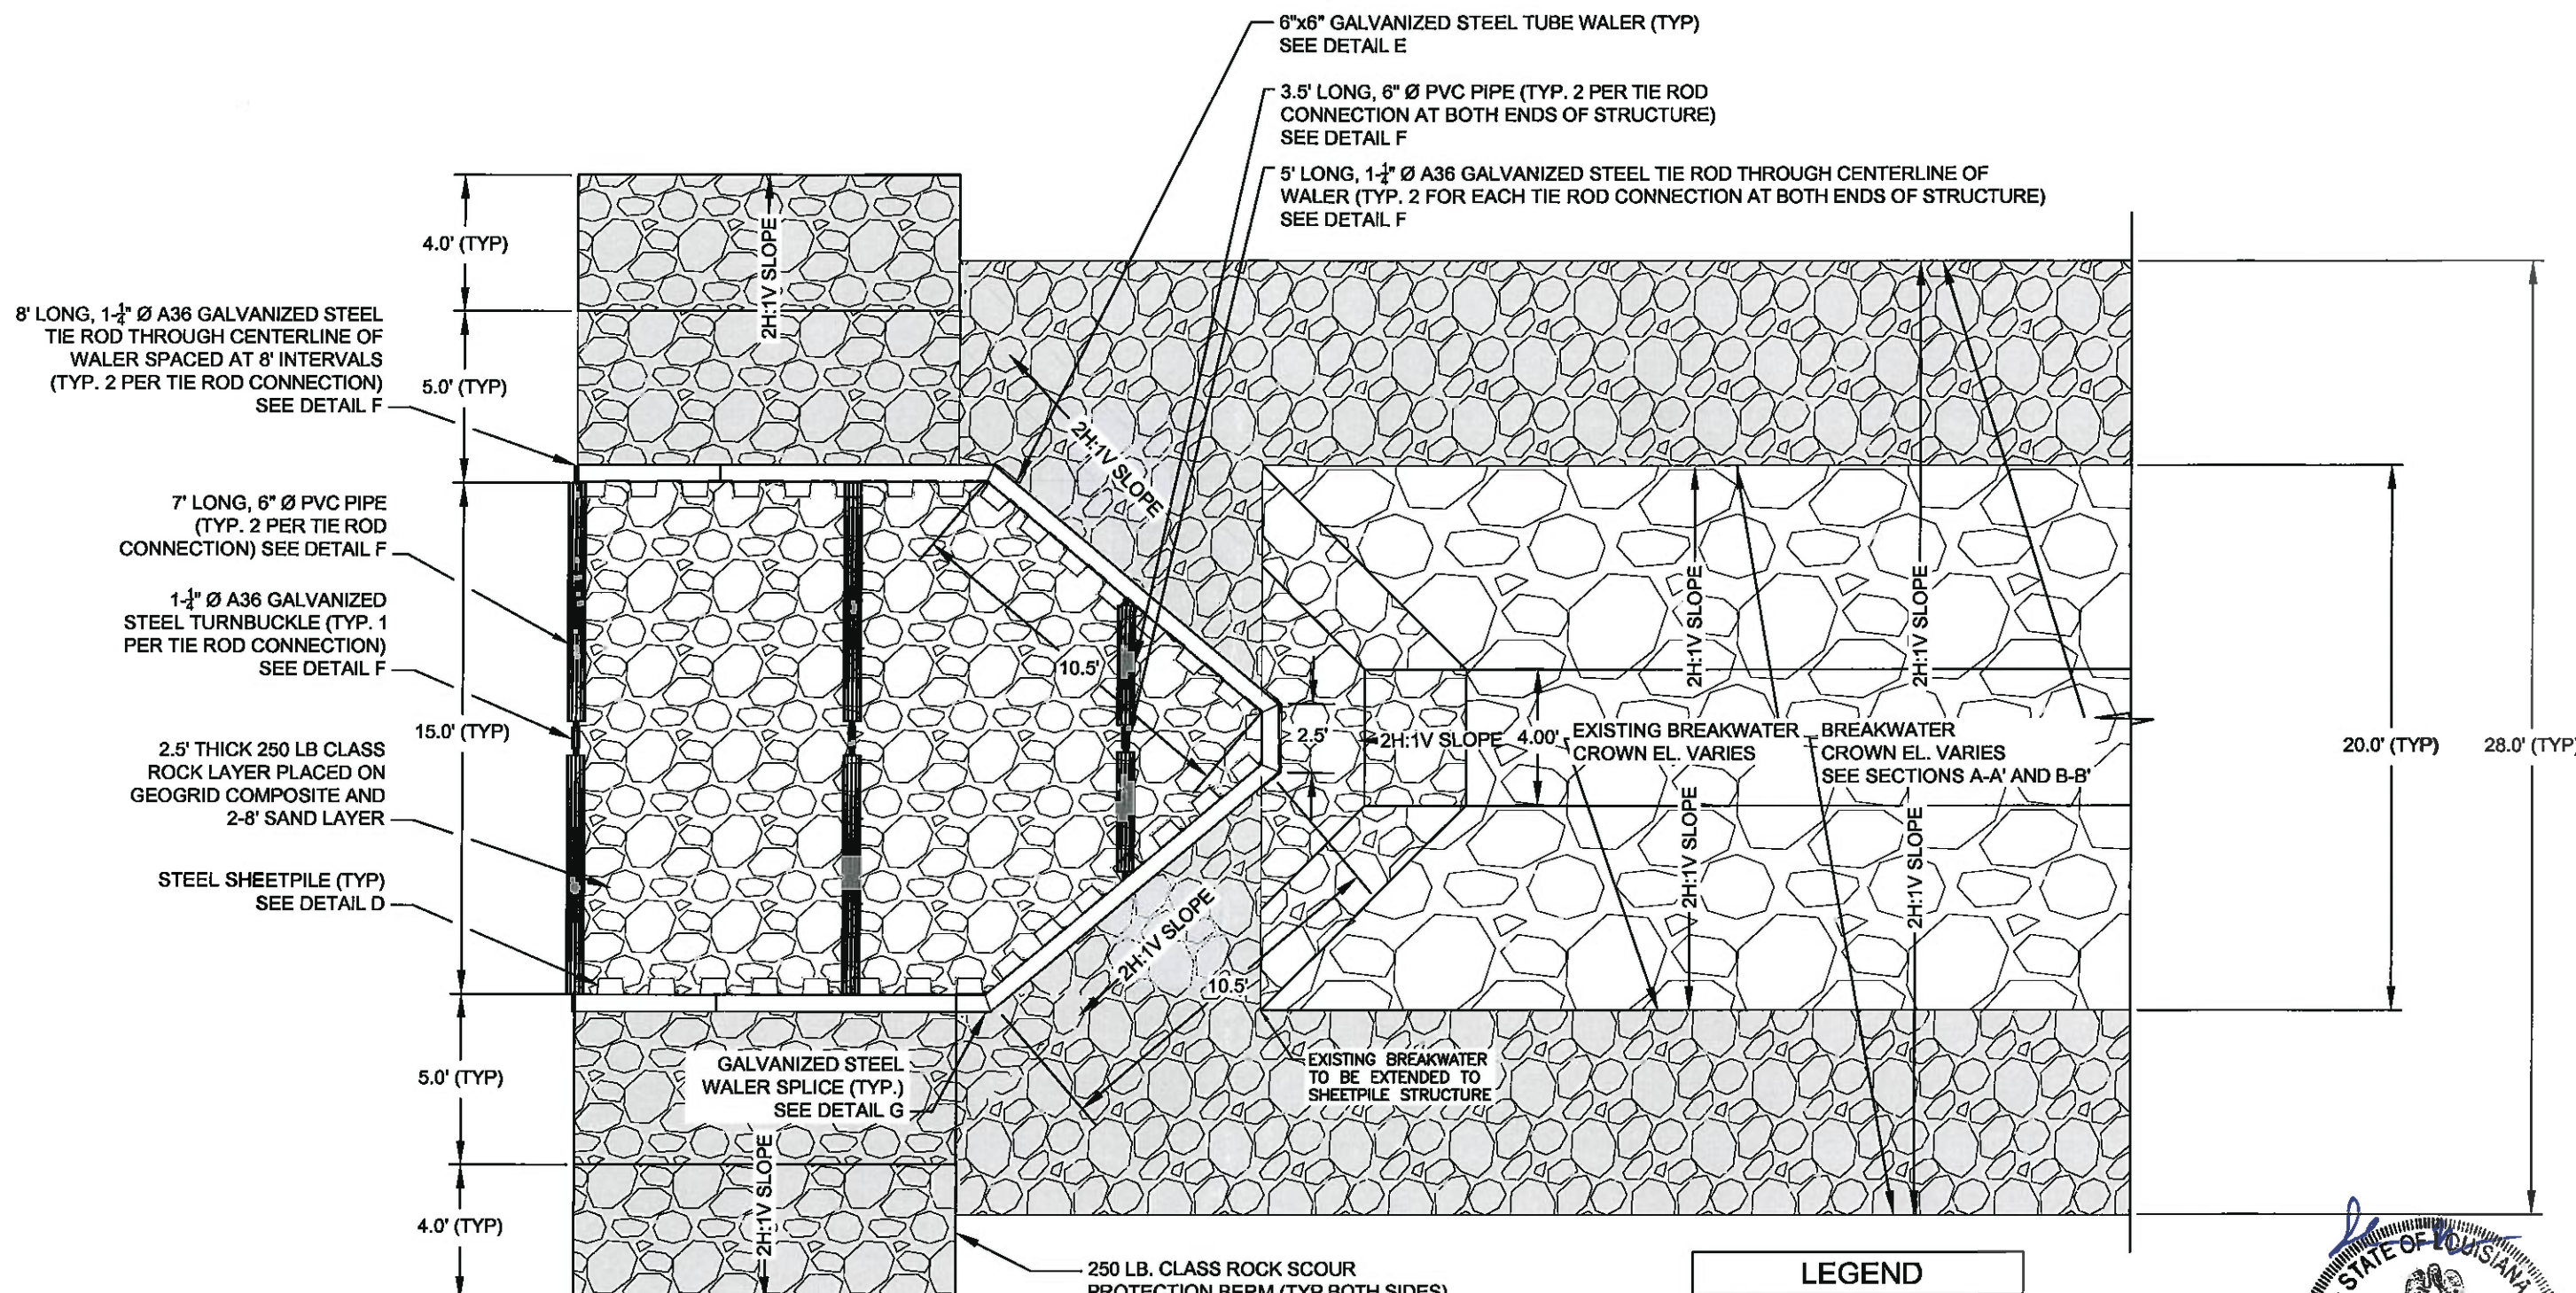 6"x6" GALVANIZED STEEL TUBE WALER (TYP)
SEE DETAIL E
3.5' LONG, 6" Ø PVC PIPE (TYP. 2 PER TIE ROD
CONNECTION AT BOTH ENDS OF STRUCTURE)
SEE DETAIL F
5' LONG, 1-¼" Ø A36 GALVANIZED STEEL TIE ROD THROUGH CENTERLINE OF
WALER (TYP. 2 FOR EACH TIE ROD CONNECTION AT BOTH ENDS OF STRUCTURE)
SEE DETAIL F
4.0' (TYP)
2H:1V SLOPE
8' LONG, 1-¼" Ø A36 GALVANIZED STEEL
TIE ROD THROUGH CENTERLINE OF
WALER SPACED AT 8' INTERVALS
(TYP. 2 PER TIE ROD CONNECTION)
SEE DETAIL F
5.0' (TYP)
2H:1V SLOPE
7' LONG, 6" Ø PVC PIPE
(TYP. 2 PER TIE ROD
CONNECTION) SEE DETAIL F
1-¼" Ø A36 GALVANIZED
STEEL TURNBUCKLE (TYP. 1
PER TIE ROD CONNECTION)
SEE DETAIL F
15.0' (TYP)
2.5' THICK 250 LB CLASS
ROCK LAYER PLACED ON
GEOGRID COMPOSITE AND
2-8' SAND LAYER
STEEL SHEETPILE (TYP)
SEE DETAIL D
10.5'
2.5'
2H:1V SLOPE
4.00'
2H:1V SLOPE
2H:1V SLOPE
EXISTING BREAKWATER
CROWN EL. VARIES
BREAKWATER
CROWN EL. VARIES
SEE SECTIONS A-A' AND B-B'
20.0' (TYP)
28.0' (TYP)
2H:1V SLOPE
2H:1V SLOPE
2H:1V SLOPE
10.5'
5.0' (TYP)
GALVANIZED STEEL
WALER SPLICE (TYP.)
SEE DETAIL G
EXISTING BREAKWATER
TO BE EXTENDED TO
SHEETPILE STRUCTURE
4.0' (TYP)
2H:1V SLOPE
250 LB. CLASS ROCK SCOUR
PROTECTION BERM (TYP BOTH SIDES)
LEGEND
STATE OF LOUISIANA